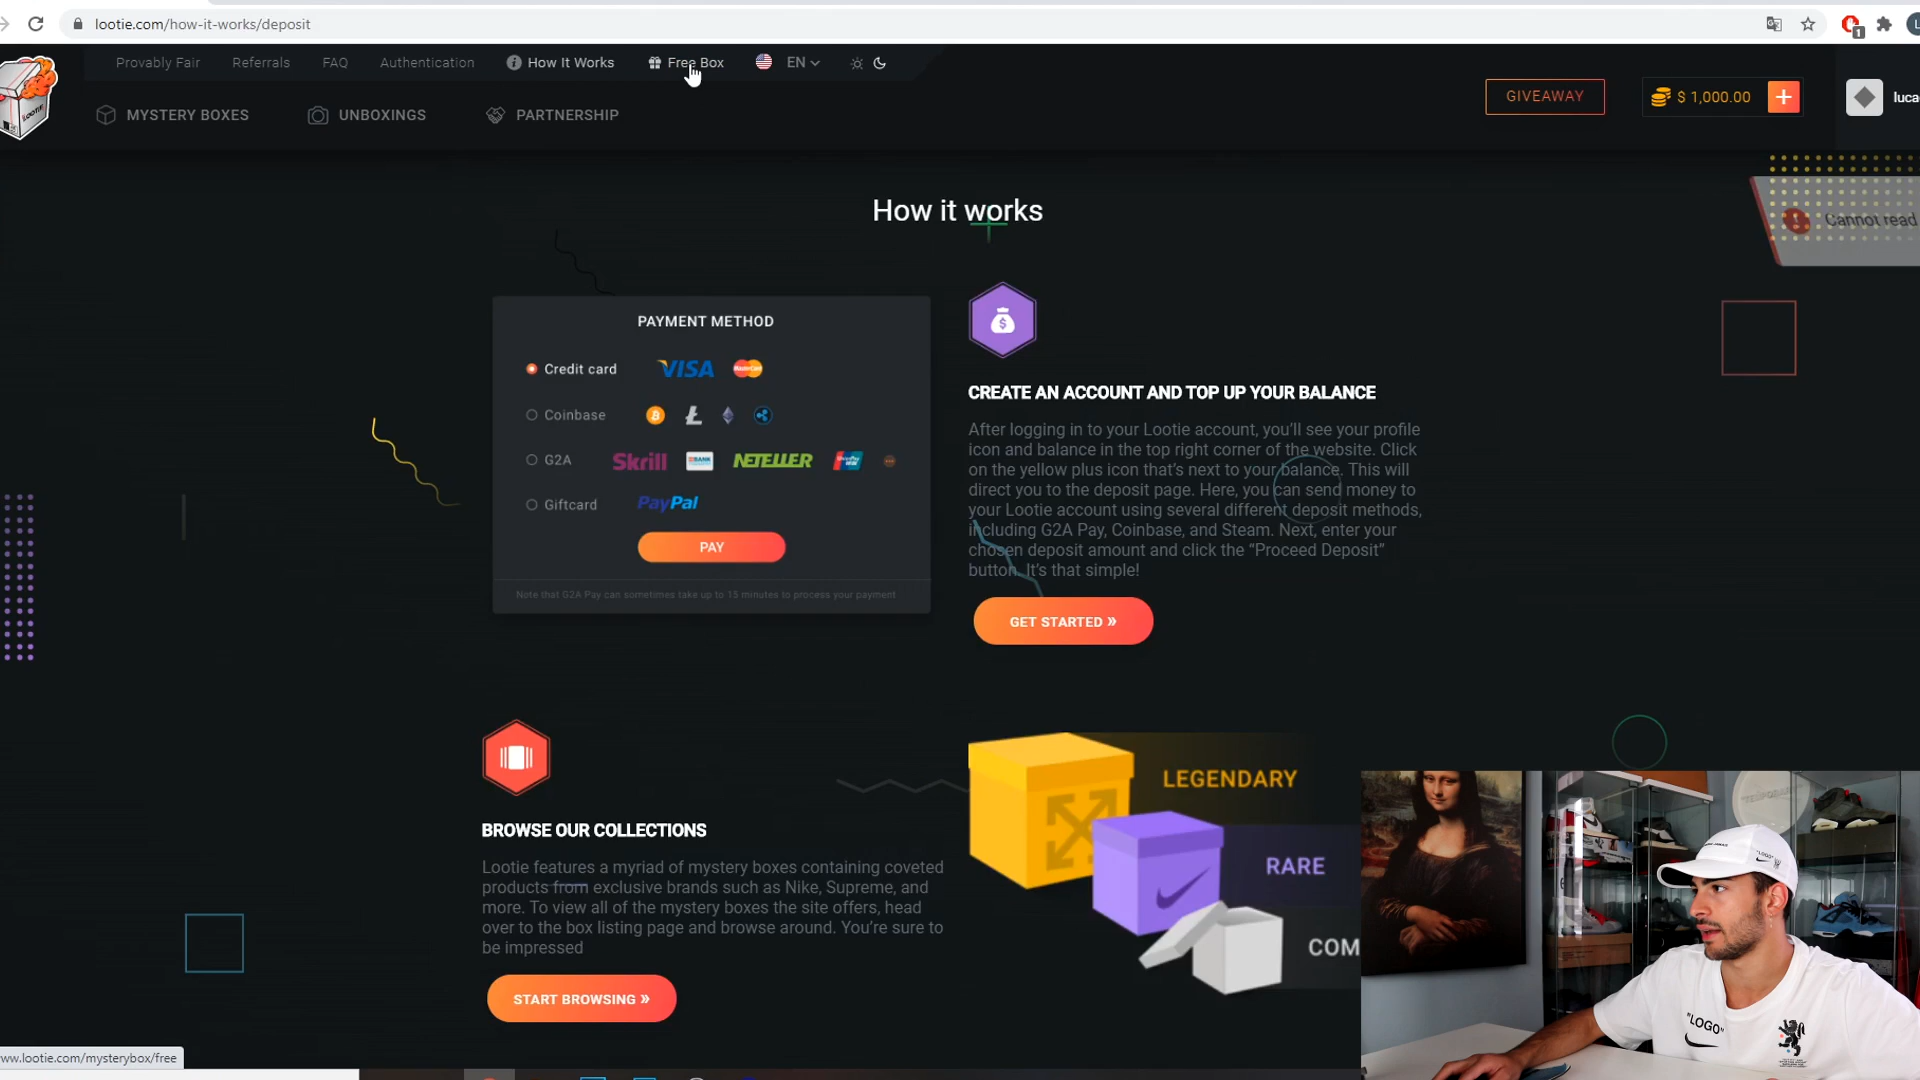 lootie.com/how-it-works/deposit
Provably Fair Referrals FAQ Authentication How It Works Free Box EN
MYSTERY BOXES UNBOXINGS PARTNERSHIP
GIVEAWAY
$ 1,000.00
luca
How it works
Cannot read
PAYMENT METHOD
Credit card VISA MasterCard
Coinbase
G2A Skrill BANK NETELLER UnionPay
Giftcard PayPal
PAY
Note that G2A Pay can sometimes take up to 15 minutes to process your payment
CREATE AN ACCOUNT AND TOP UP YOUR BALANCE
After logging in to your Lootie account, you'll see your profile
icon and balance in the top right corner of the website. Click
on the yellow plus icon that's next to your balance. This will
direct you to the deposit page. Here, you can send money to
your Lootie account using several different deposit methods,
including G2A Pay, Coinbase, and Steam. Next, enter your
chosen deposit amount and click the “Proceed Deposit”
button. It's that simple!
GET STARTED »
BROWSE OUR COLLECTIONS
Lootie features a myriad of mystery boxes containing coveted
products from exclusive brands such as Nike, Supreme, and
more. To view all of the mystery boxes the site offers, head
over to the box listing page and browse around. You're sure to
be impressed
START BROWSING »
LEGENDARY
RARE
COM
"LOGO"
"LOGO"
ww.lootie.com/mysterybox/free